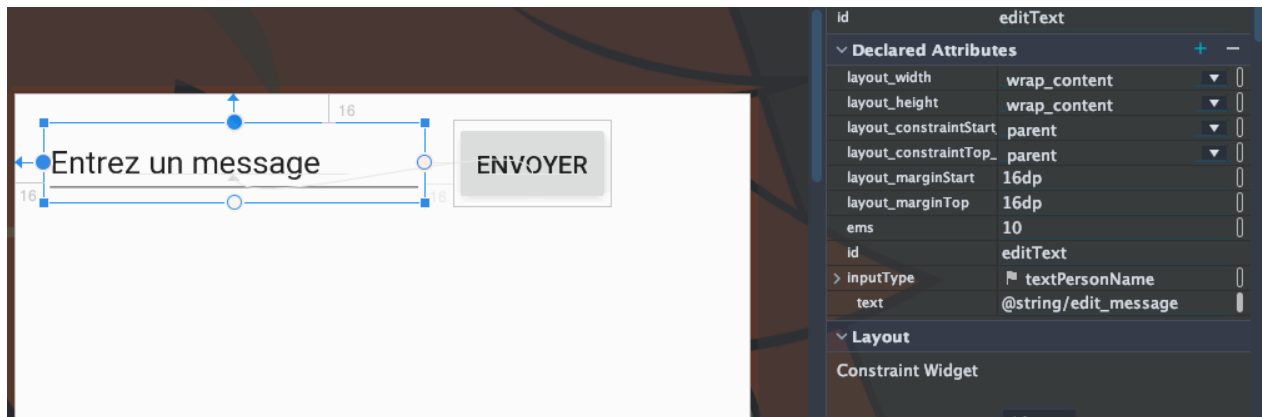 id editText
Declared Attributes + −
layout_width wrap_content
layout_height wrap_content
layout_constraintStart_ parent
layout_constraintTop_ parent
layout_marginStart 16dp
layout_marginTop 16dp
ems 10
id editText
inputType textPersonName
text @string/edit_message
Layout
Constraint Widget
16
Entrez un message
ENVOYER
16
16